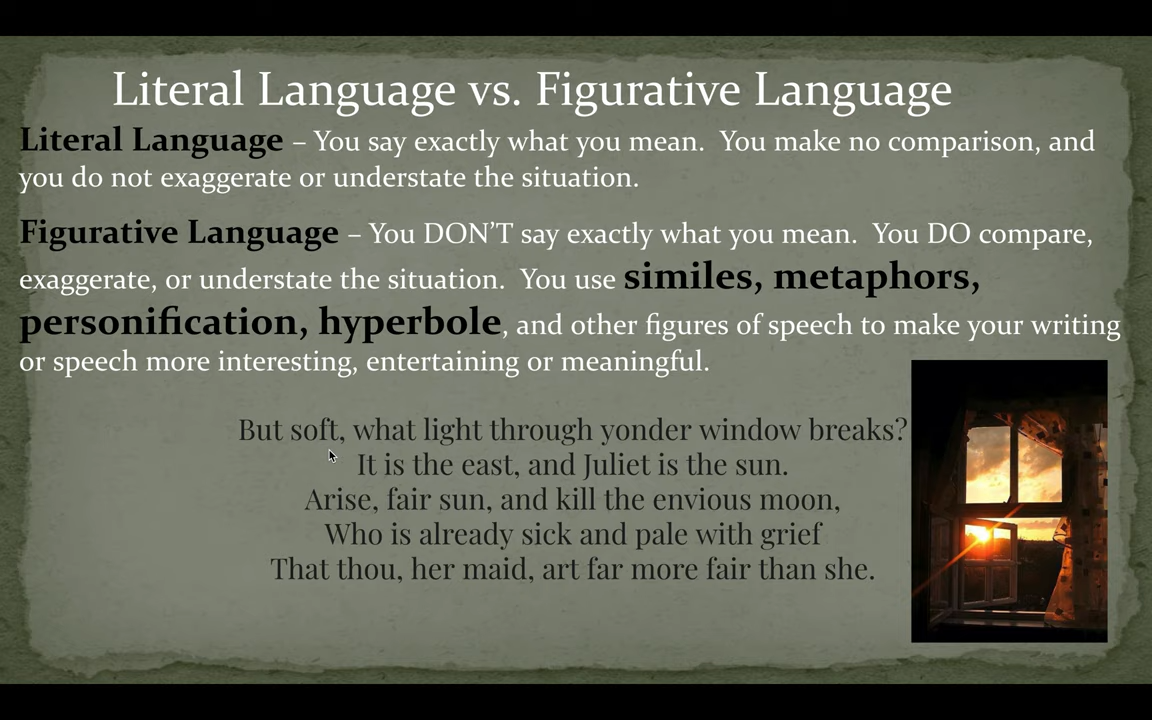 Literal Language vs. Figurative Language
Literal Language – You say exactly what you mean.  You make no comparison, and
you do not exaggerate or understate the situation.
Figurative Language – You DON'T say exactly what you mean.  You DO compare,
exaggerate, or understate the situation.  You use similes, metaphors,
personification, hyperbole, and other figures of speech to make your writing
or speech more interesting, entertaining or meaningful.
But soft, what light through yonder window breaks?
It is the east, and Juliet is the sun.
Arise, fair sun, and kill the envious moon,
Who is already sick and pale with grief
That thou, her maid, art far more fair than she.